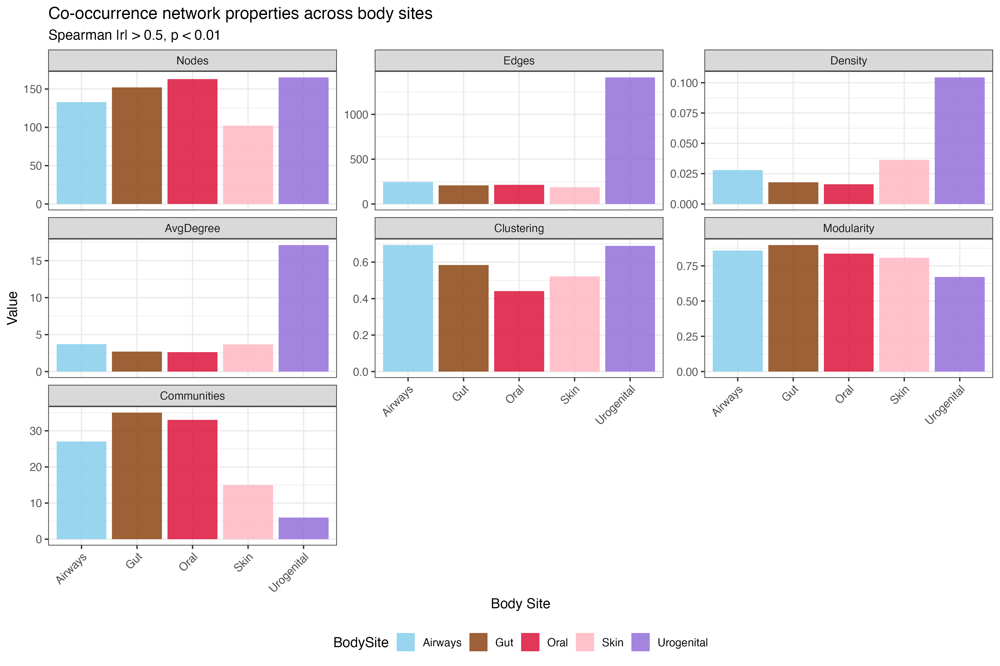 Co-occurrence network properties across body sites
Spearman |r| > 0.5, p < 0.01
Nodes
Edges
Density
150
100
50
0
1000
500
0
0.100
0.075
0.050
0.025
0.000
AvgDegree
Clustering
Modularity
15
10
5
0
0.6
0.4
0.2
0.0
0.75
0.50
0.25
0.00
Value
Airways Gut Oral Skin Urogenital
Airways Gut Oral Skin Urogenital
Communities
30
20
10
0
Airways Gut Oral Skin Urogenital
Body Site
BodySite Airways Gut Oral Skin Urogenital